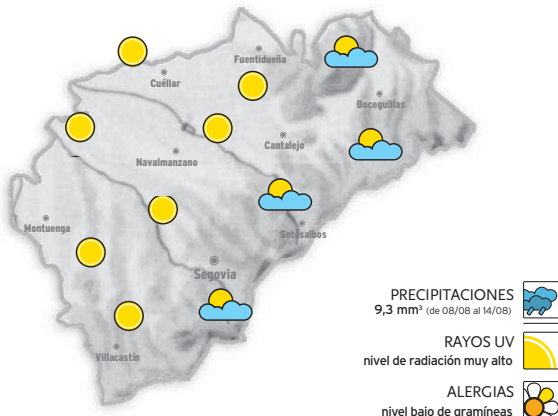 Fuentidueña
Cuéllar
Boceguillas
Cantalejo
Navalmanzano
Montuenga
Sotosalbos
Segovia
Villacastín
PRECIPITACIONES
9,3 mm³ (de 08/08 al 14/08)
RAYOS UV
nivel de radiación muy alto
ALERGIAS
nivel bajo de gramíneas